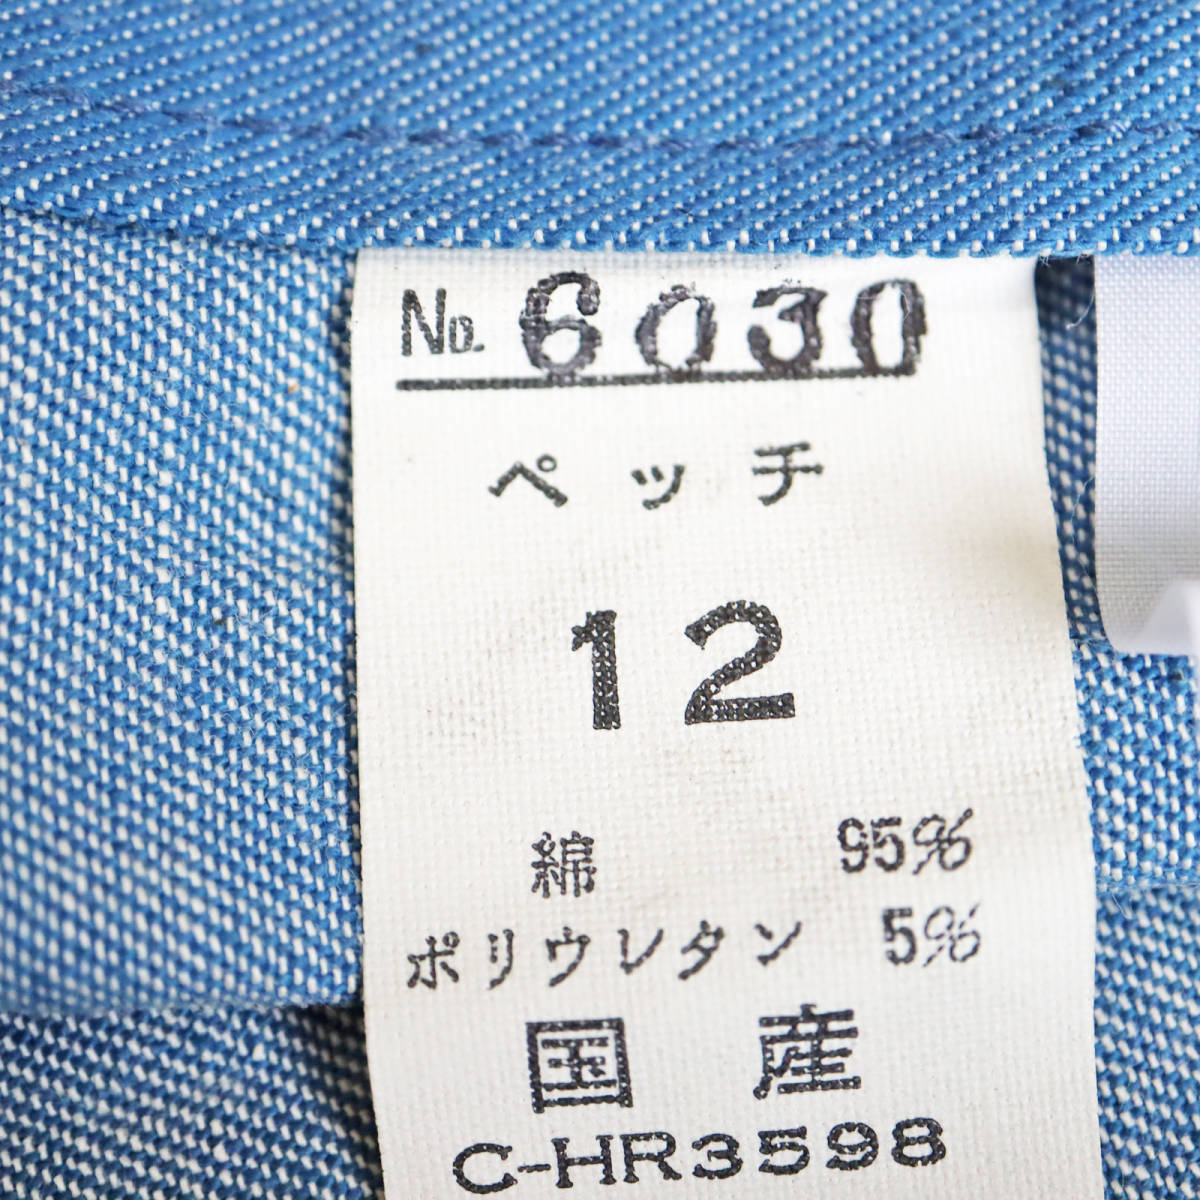 No. 6030
ペッチ
12
綿 95%
ポリウレタン 5%
国産
C-HR3598